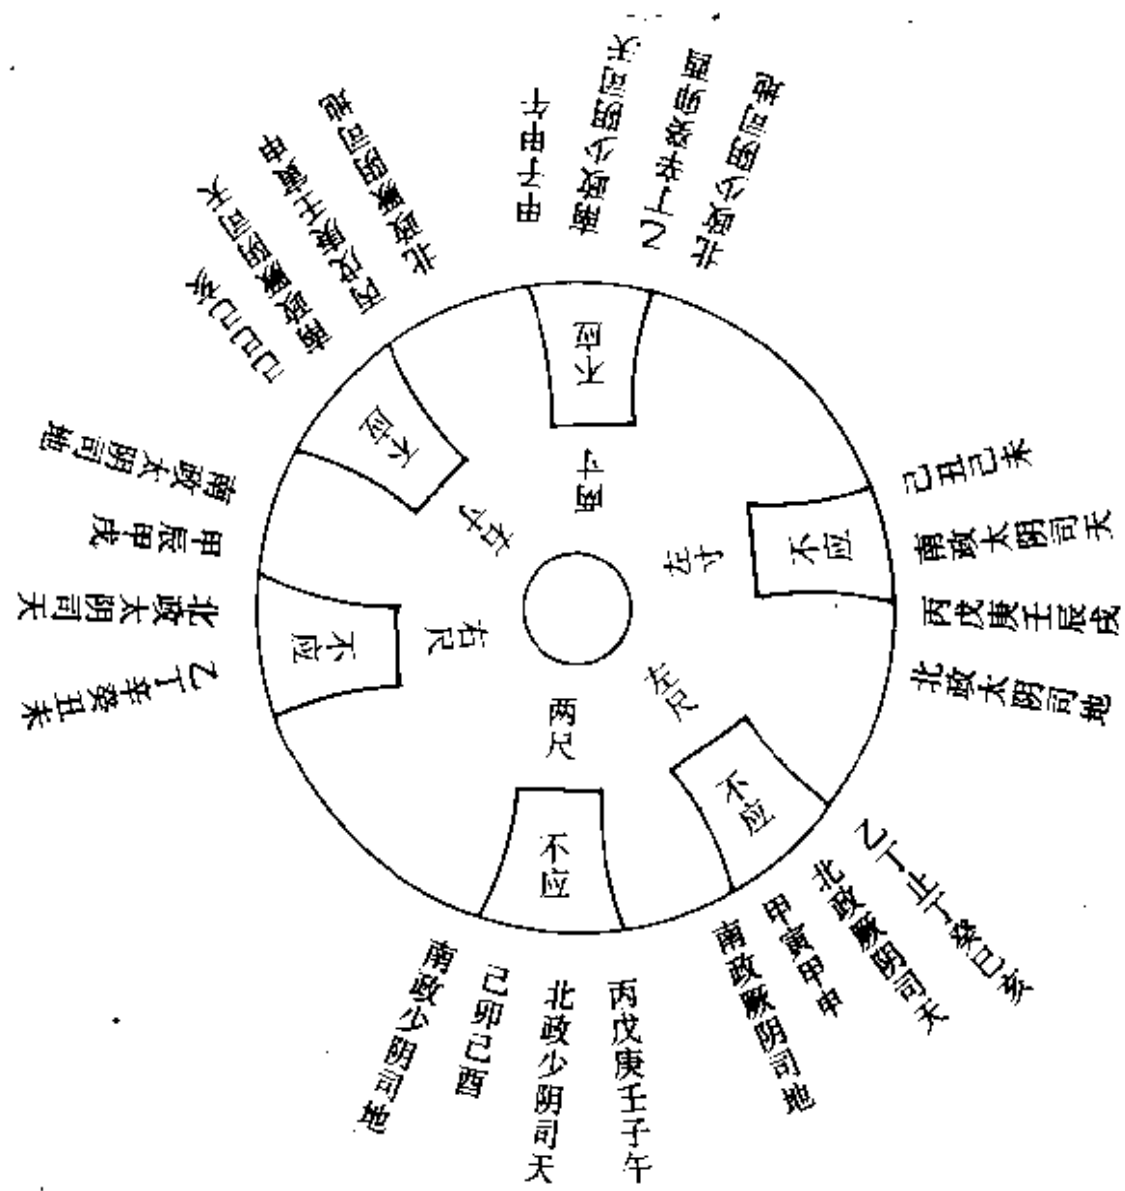 甲子甲午
南政少阴司天
乙丁辛癸卯酉
北政少阴司地
不应
两寸
己丑己未
南政太阴司天
丙戊庚壬辰戌
北政太阴司地
不应
左寸
乙丁止丁癸巳亥
北政厥阴司天
甲寅甲申
南政厥阴司地
不应
左尺
丙戊庚壬子午
北政少阴司天
己卯己酉
南政少阴司地
不应
两尺
乙丁辛癸丑未
北政太阴司天
甲辰甲戌
南政太阴司地
不应
右尺
己巳己亥
南政厥阴司天
丙戊庚壬寅申
北政厥阴司地
不应
右寸